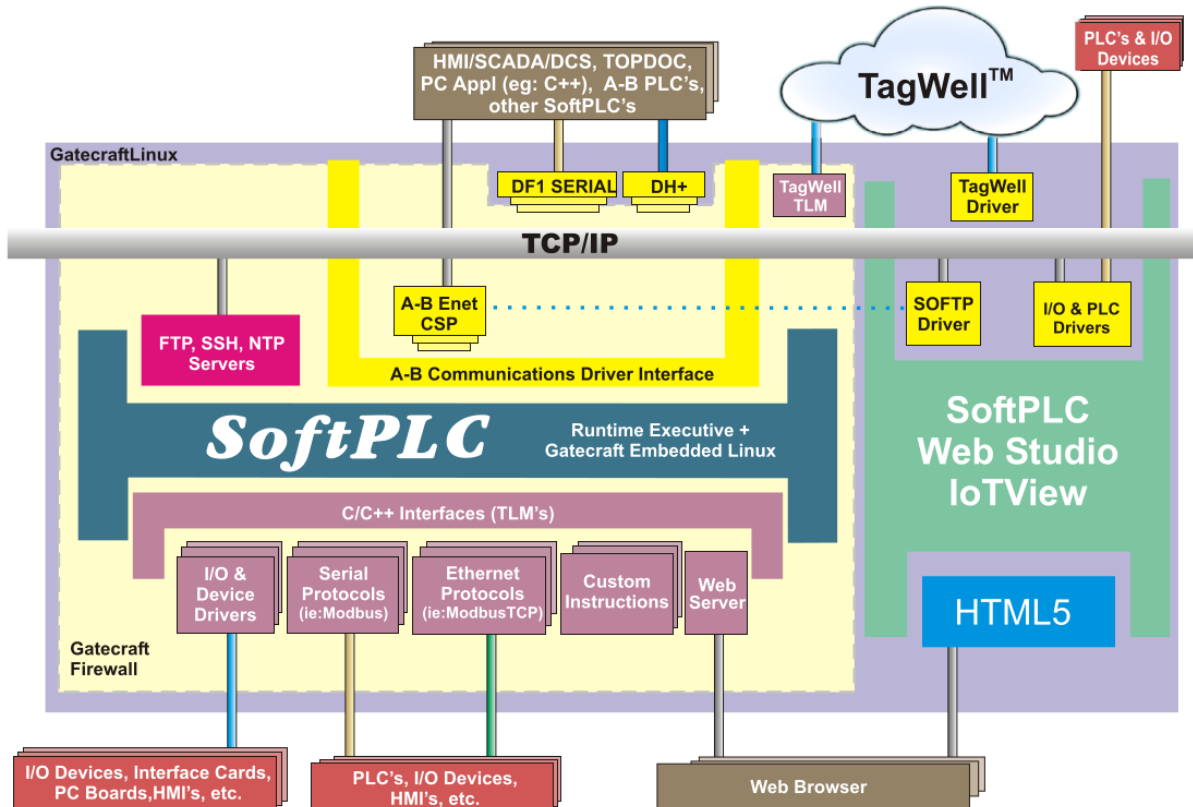 HMI/SCADA/DCS, TOPDOC,
PC Appl (eg: C++), A-B PLC's,
other SoftPLC's
TagWell™
PLC's & I/O
Devices
GatecraftLinux
DF1 SERIAL
DH+
TagWell
TLM
TagWell
Driver
TCP/IP
A-B Enet
CSP
SOFTP
Driver
I/O & PLC
Drivers
FTP, SSH, NTP
Servers
A-B Communications Driver Interface
SoftPLC
Runtime Executive +
Gatecraft Embedded Linux
SoftPLC
Web Studio
IoTView
C/C++ Interfaces (TLM's)
I/O &
Device
Drivers
Serial
Protocols
(ie:Modbus)
Ethernet
Protocols
(ie:ModbusTCP)
Custom
Instructions
Web
Server
HTML5
Gatecraft
Firewall
I/O Devices, Interface Cards,
PC Boards,HMI's, etc.
PLC's, I/O Devices,
HMI's, etc.
Web Browser